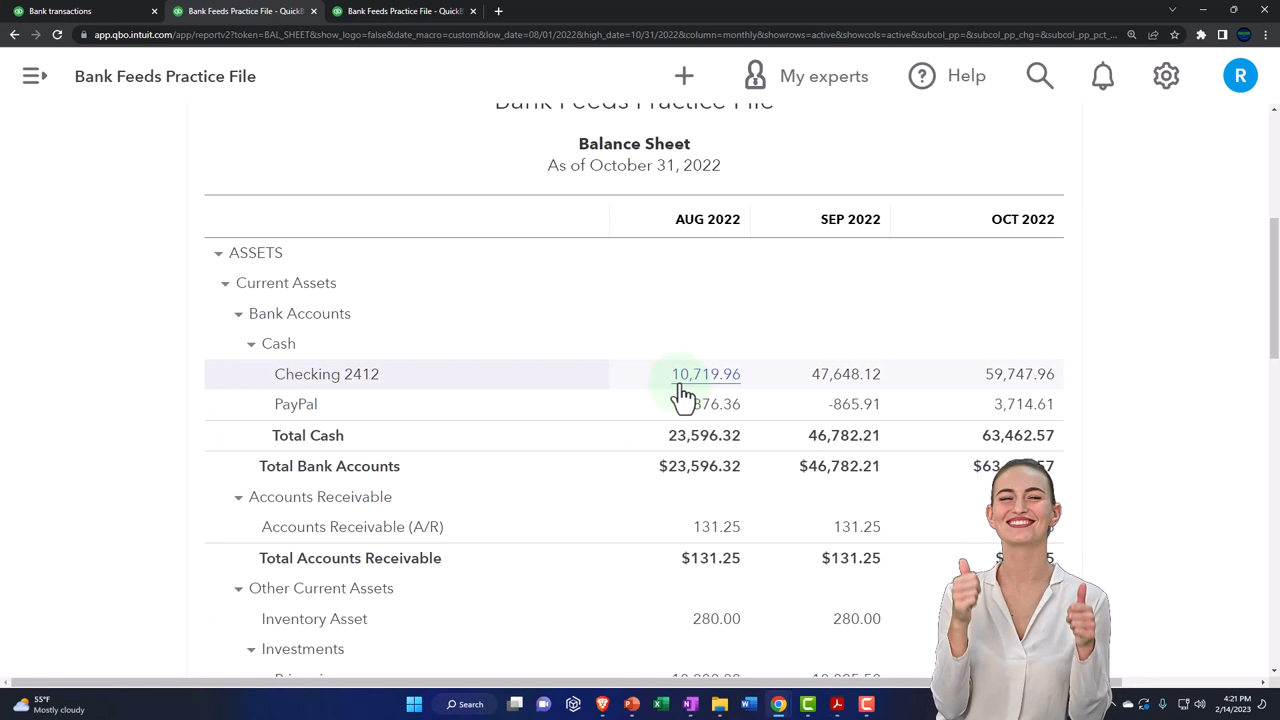 Bank transactions
Bank Feeds Practice File - QuickB
Bank Feeds Practice File - QuickB
app.qbo.intuit.com/app/reportv2?token=BAL_SHEET&show_logo=false&date_macro=custom&low_date=08/01/2022&high_date=10/31/2022&column=monthly&showrows=active&showcols=active&subcol_pp=&subcol_pp_chg=&subcol_pp_pct_...
Bank Feeds Practice File
My experts
Help
R
Bank Feeds Practice File
Balance Sheet
As of October 31, 2022
AUG 2022 SEP 2022 OCT 2022
ASSETS
Current Assets
Bank Accounts
Cash
Checking 2412 10,719.96 47,648.12 59,747.96
PayPal 876.36 -865.91 3,714.61
Total Cash 23,596.32 46,782.21 63,462.57
Total Bank Accounts $23,596.32 $46,782.21
Accounts Receivable
Accounts Receivable (A/R) 131.25 131.25
Total Accounts Receivable $131.25 $131.25
Other Current Assets
Inventory Asset 280.00 280.00
Investments
55°F
Mostly cloudy
Search
4:21 PM
2/14/2023